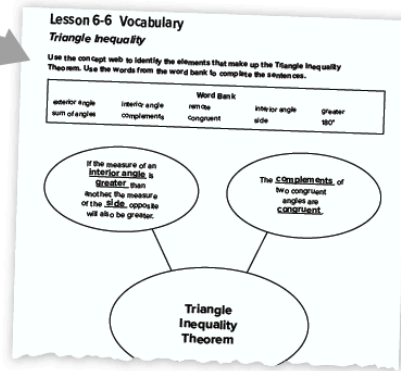 Lesson 6-6 Vocabulary
Triangle Inequality
Use the concept web to identify the elements that make up the Triangle Inequality
Theorem. Use the words from the word bank to complete the sentences.
Word Bank
exterior angle interior angle remote interior angle greater
sum of angles complements congruent side 180°
If the measure of an
interior angle is
greater than
another, the measure
of the side opposite
will also be greater.
The complements of
two congruent
angles are
congruent.
Triangle
Inequality
Theorem